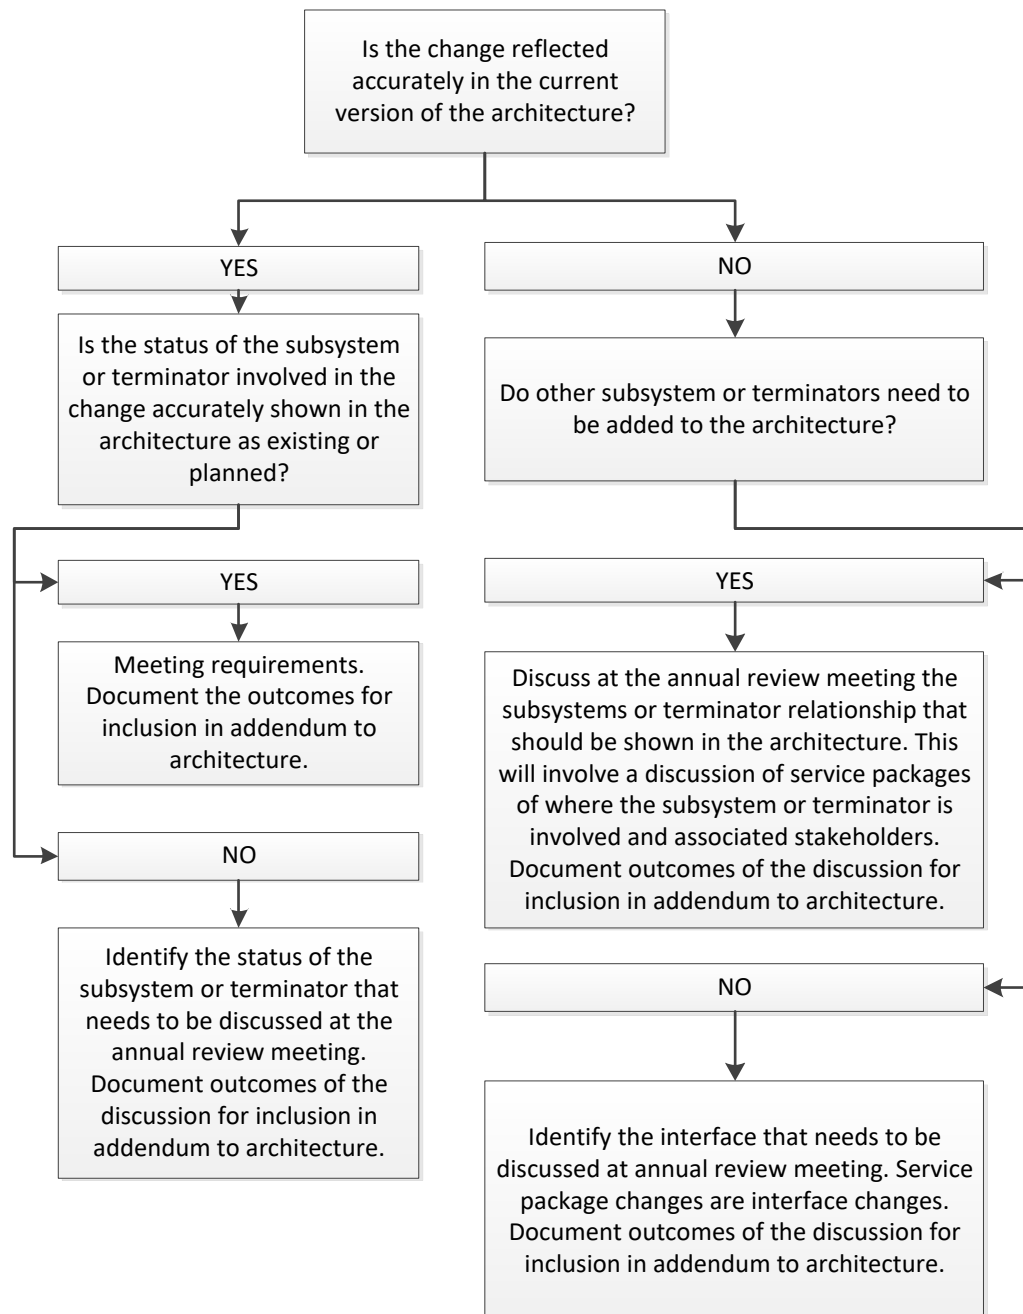 Is the change reflected
accurately in the current
version of the architecture?
YES
Is the status of the subsystem
or terminator involved in the
change accurately shown in the
architecture as existing or
planned?
YES
Meeting requirements.
Document the outcomes for
inclusion in addendum to
architecture.
NO
Identify the status of the
subsystem or terminator that
needs to be discussed at the
annual review meeting.
Document outcomes of the
discussion for inclusion in
addendum to architecture.
NO
Do other subsystem or terminators need to
be added to the architecture?
YES
Discuss at the annual review meeting the
subsystems or terminator relationship that
should be shown in the architecture. This
will involve a discussion of service packages
of where the subsystem or terminator is
involved and associated stakeholders.
Document outcomes of the discussion for
inclusion in addendum to architecture.
NO
Identify the interface that needs to be
discussed at annual review meeting. Service
package changes are interface changes.
Document outcomes of the discussion for
inclusion in addendum to architecture.